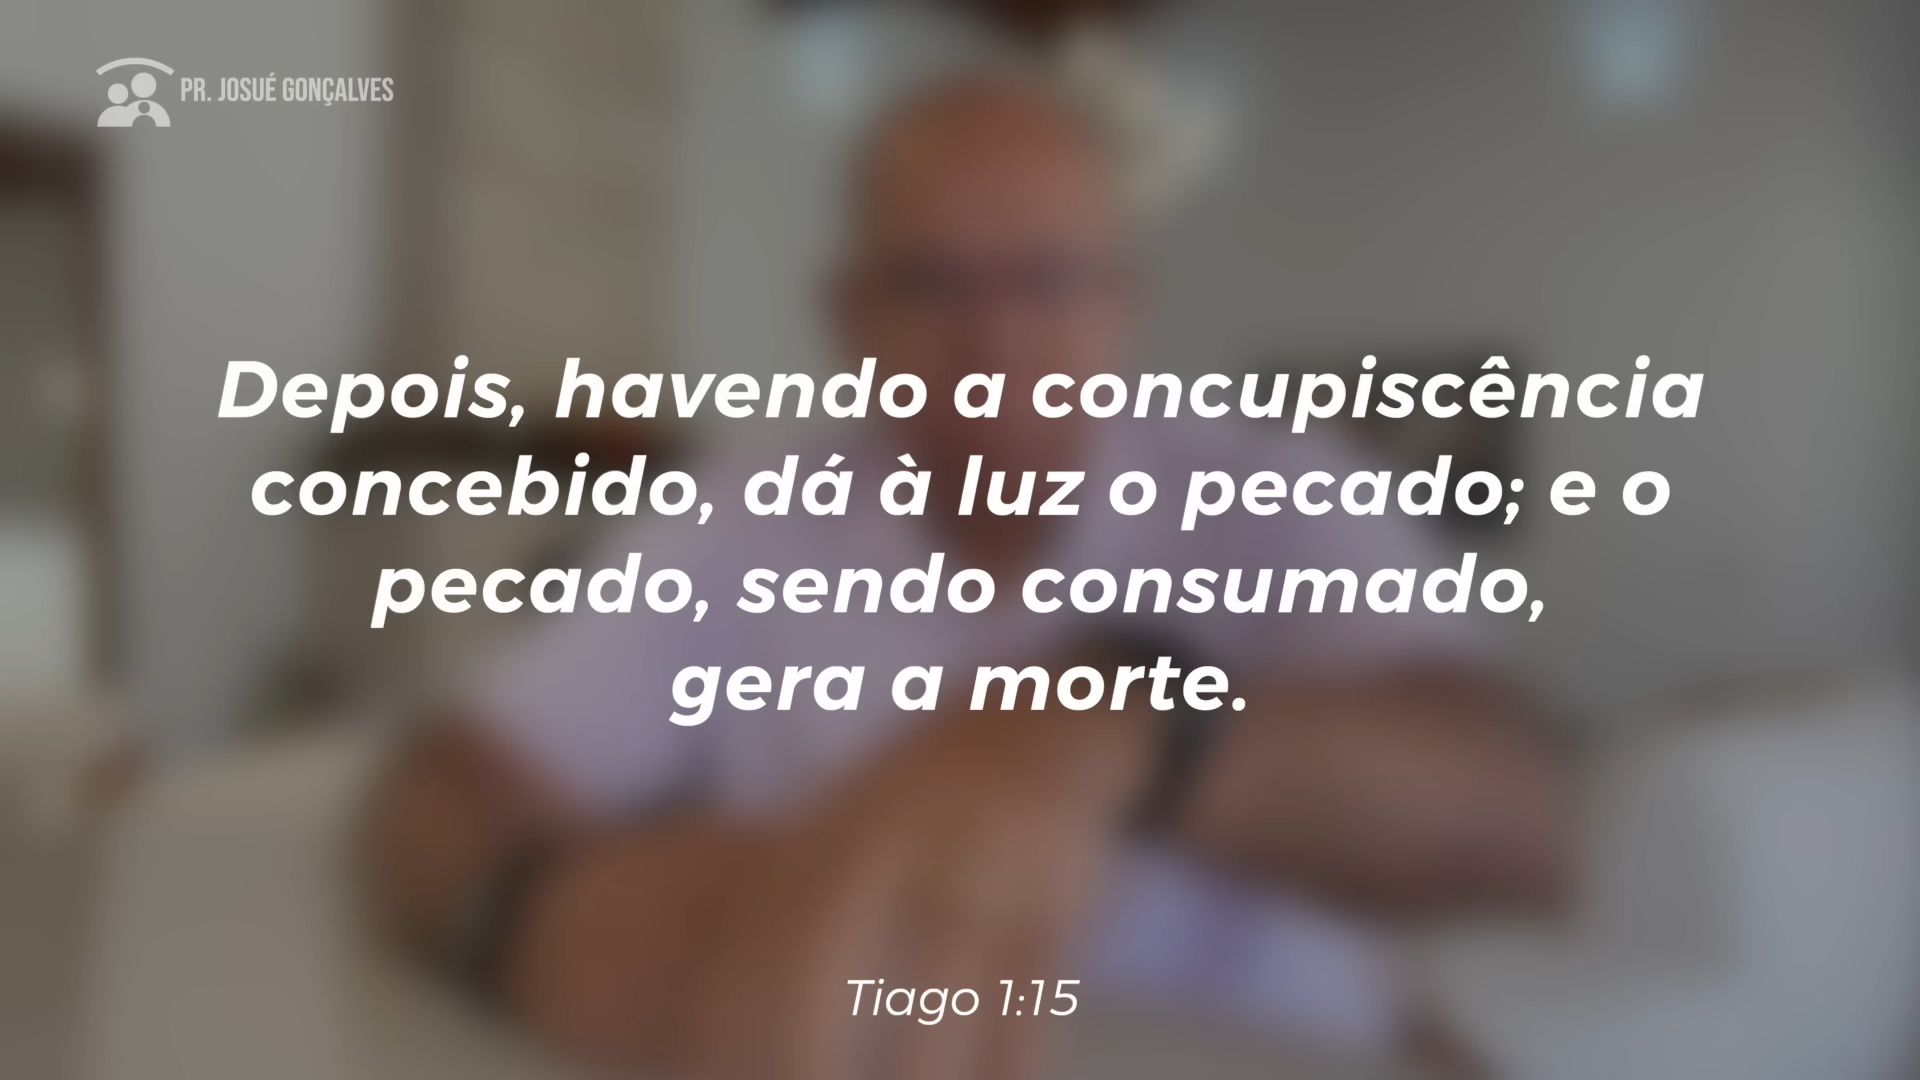 PR. JOSUÉ GONÇALVES
Depois, havendo a concupiscência
concebido, dá à luz o pecado; e o
pecado, sendo consumado,
gera a morte.
Tiago 1:15